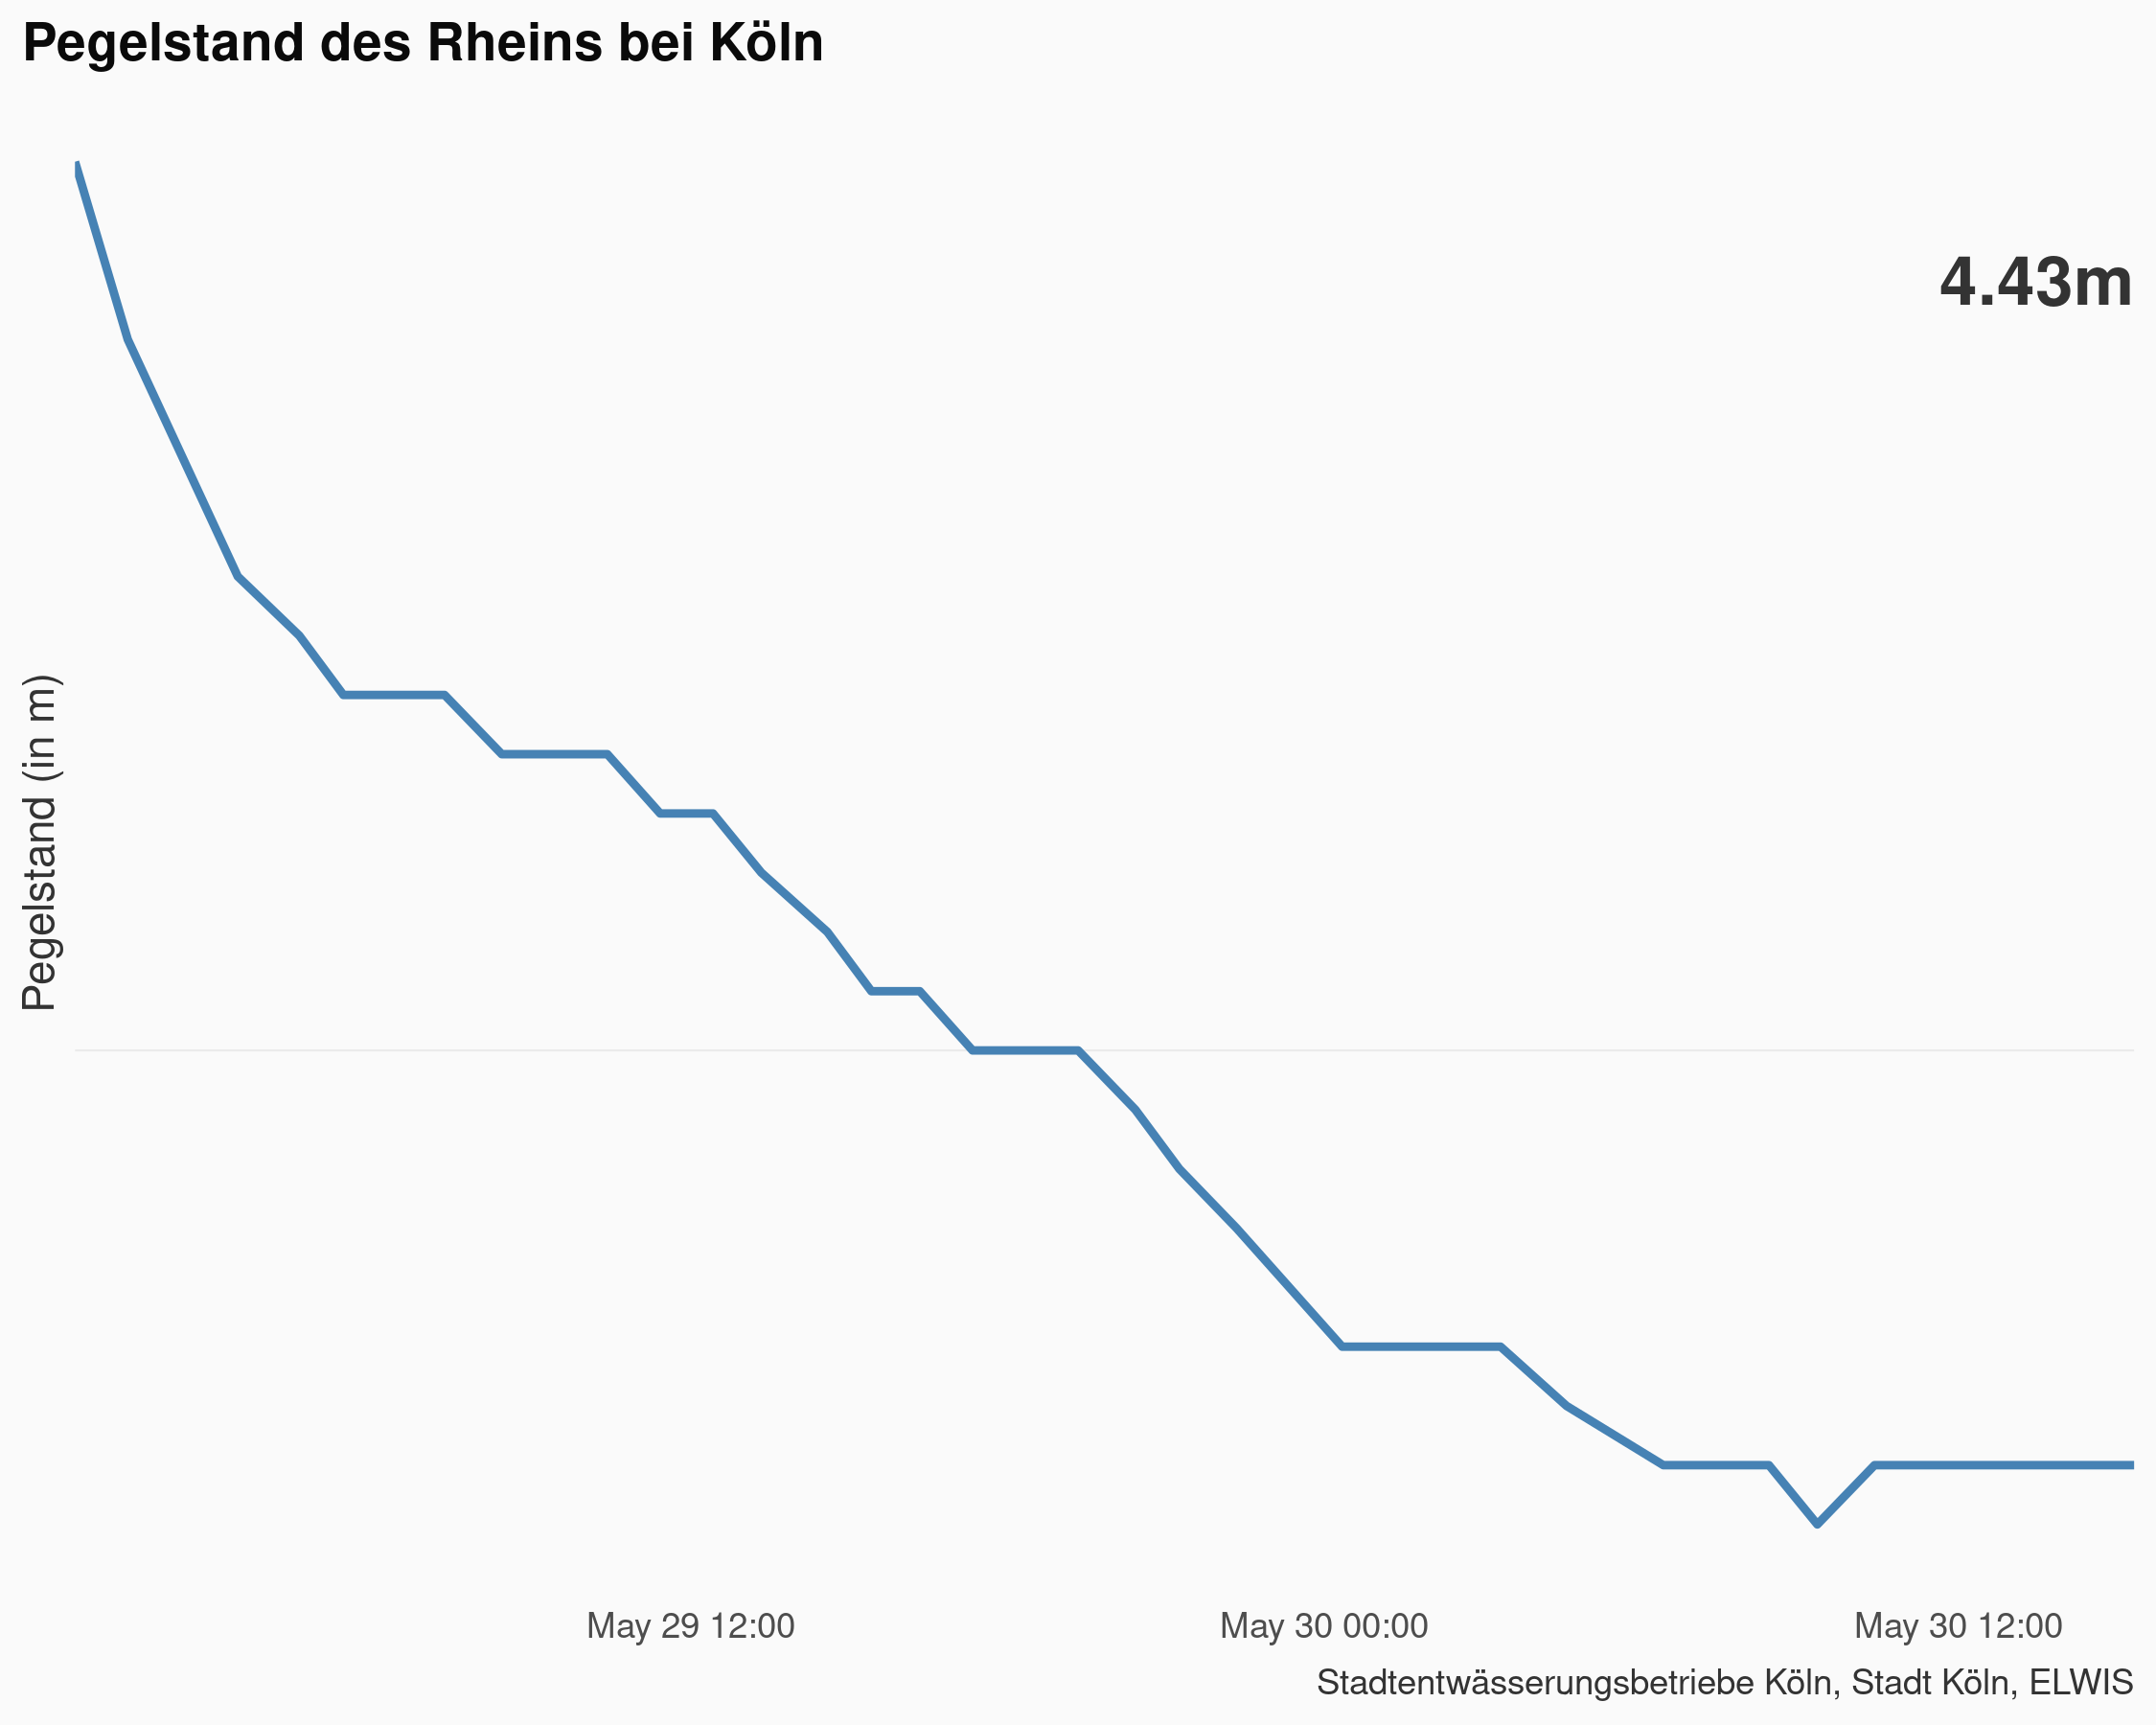 Pegelstand des Rheins bei Köln
4.43m
Pegelstand (in m)
May 29 12:00
May 30 00:00
May 30 12:00
Stadtentwässerungsbetriebe Köln, Stadt Köln, ELWIS